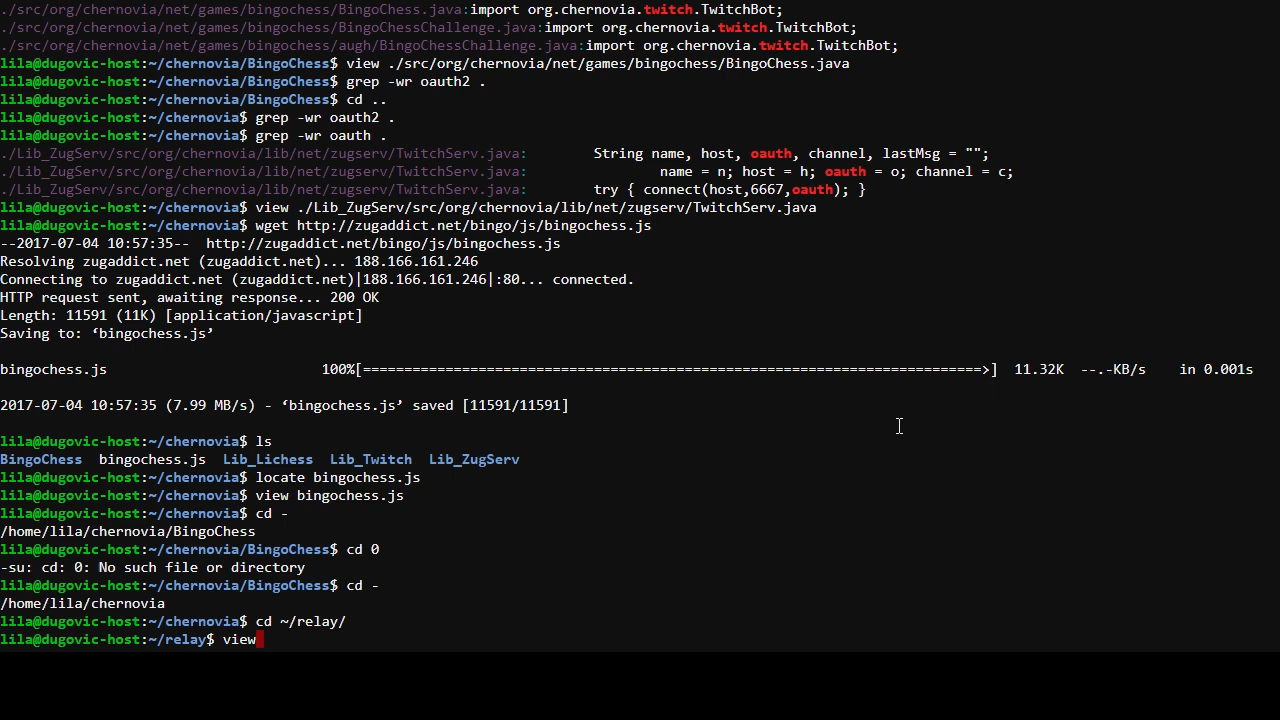 ./src/org/chernovia/net/games/bingochess/BingoChess.java:import org.chernovia.twitch.TwitchBot;
./src/org/chernovia/net/games/bingochess/BingoChessChallenge.java:import org.chernovia.twitch.TwitchBot;
./src/org/chernovia/net/games/bingochess/augh/BingoChessChallenge.java:import org.chernovia.twitch.TwitchBot;
lila@dugovic-host:~/chernovia/BingoChess$ view ./src/org/chernovia/net/games/bingochess/BingoChess.java
lila@dugovic-host:~/chernovia/BingoChess$ grep -wr oauth2 .
lila@dugovic-host:~/chernovia/BingoChess$ cd ..
lila@dugovic-host:~/chernovia$ grep -wr oauth2 .
lila@dugovic-host:~/chernovia$ grep -wr oauth .
./Lib_ZugServ/src/org/chernovia/lib/net/zugserv/TwitchServ.java:        String name, host, oauth, channel, lastMsg = "";
./Lib_ZugServ/src/org/chernovia/lib/net/zugserv/TwitchServ.java:                name = n; host = h; oauth = o; channel = c;
./Lib_ZugServ/src/org/chernovia/lib/net/zugserv/TwitchServ.java:        try { connect(host,6667,oauth); }
lila@dugovic-host:~/chernovia$ view ./Lib_ZugServ/src/org/chernovia/lib/net/zugserv/TwitchServ.java
lila@dugovic-host:~/chernovia$ wget http://zugaddict.net/bingo/js/bingochess.js
--2017-07-04 10:57:35--  http://zugaddict.net/bingo/js/bingochess.js
Resolving zugaddict.net (zugaddict.net)... 188.166.161.246
Connecting to zugaddict.net (zugaddict.net)|188.166.161.246|:80... connected.
HTTP request sent, awaiting response... 200 OK
Length: 11591 (11K) [application/javascript]
Saving to: ‘bingochess.js’
bingochess.js                          100%[===========================================================================>]  11.32K  --.-KB/s    in 0.001s
2017-07-04 10:57:35 (7.99 MB/s) - ‘bingochess.js’ saved [11591/11591]
lila@dugovic-host:~/chernovia$ ls
BingoChess  bingochess.js  Lib_Lichess  Lib_Twitch  Lib_ZugServ
lila@dugovic-host:~/chernovia$ locate bingochess.js
lila@dugovic-host:~/chernovia$ view bingochess.js
lila@dugovic-host:~/chernovia$ cd -
/home/lila/chernovia/BingoChess
lila@dugovic-host:~/chernovia/BingoChess$ cd 0
-su: cd: 0: No such file or directory
lila@dugovic-host:~/chernovia/BingoChess$ cd -
/home/lila/chernovia
lila@dugovic-host:~/chernovia$ cd ~/relay/
lila@dugovic-host:~/relay$ view